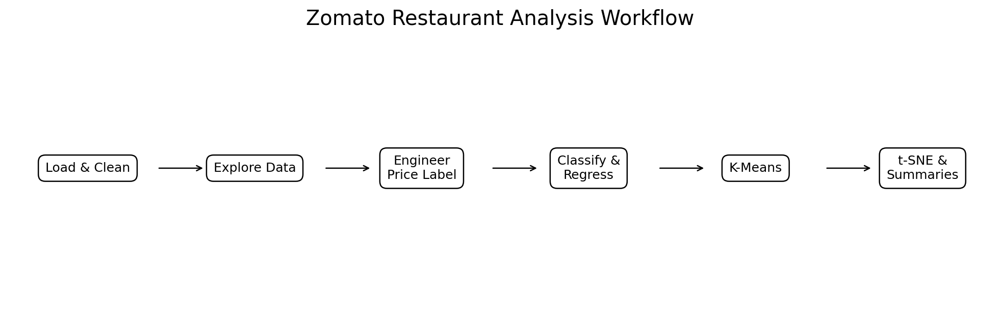 Zomato Restaurant Analysis Workflow
Load & Clean
Explore Data
Engineer
Price Label
Classify &
Regress
K-Means
t-SNE &
Summaries